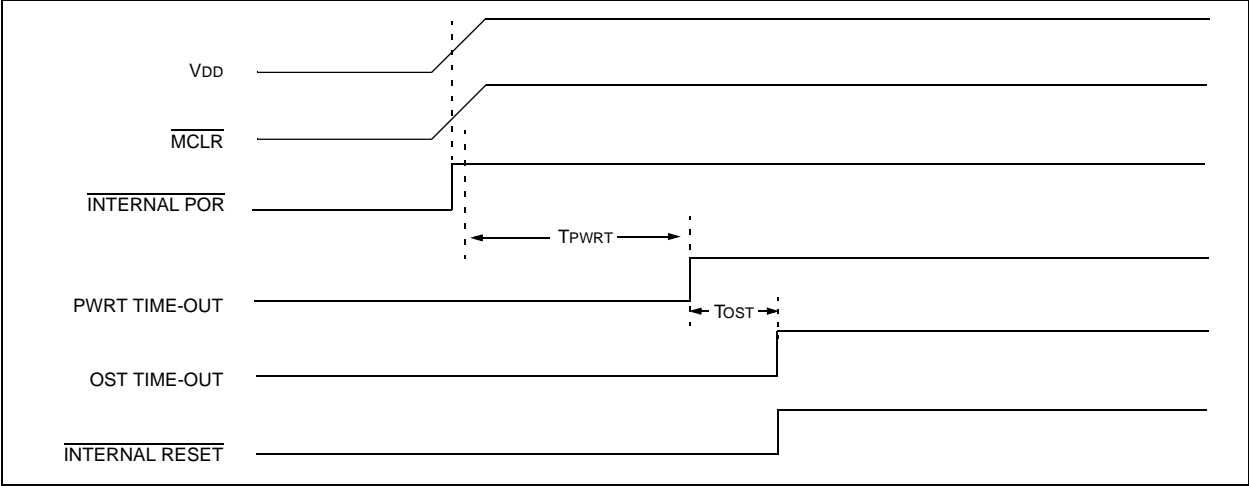 VDD
MCLR
INTERNAL POR
TPWRT
PWRT TIME-OUT
TOST
OST TIME-OUT
INTERNAL RESET